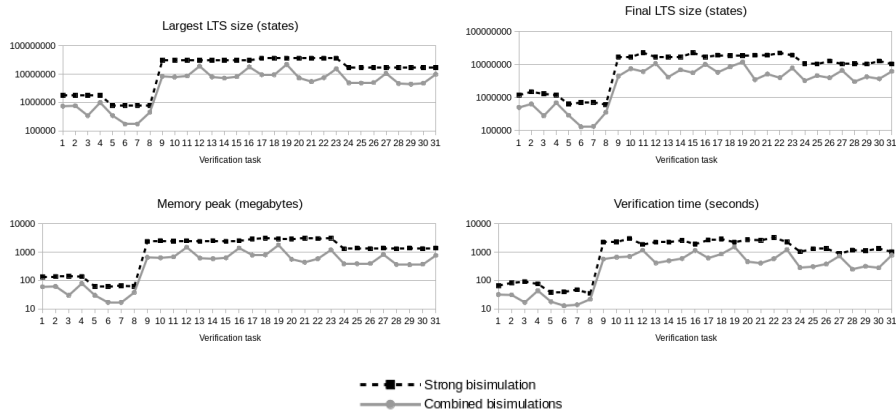 Largest LTS size (states)
100000000
10000000
1000000
100000
1 2 3 4 5 6 7 8 9 10 11 12 13 14 15 16 17 18 19 20 21 22 23 24 25 26 27 28 29 30 31
Verification task
Final LTS size (states)
100000000
10000000
1000000
100000
1 2 3 4 5 6 7 8 9 10 11 12 13 14 15 16 17 18 19 20 21 22 23 24 25 26 27 28 29 30 31
Verification task
Memory peak (megabytes)
10000
1000
100
10
1 2 3 4 5 6 7 8 9 10 11 12 13 14 15 16 17 18 19 20 21 22 23 24 25 26 27 28 29 30 31
Verification task
Verification time (seconds)
10000
1000
100
10
1 2 3 4 5 6 7 8 9 10 11 12 13 14 15 16 17 18 19 20 21 22 23 24 25 26 27 28 29 30 31
Verification task
Strong bisimulation
Combined bisimulations